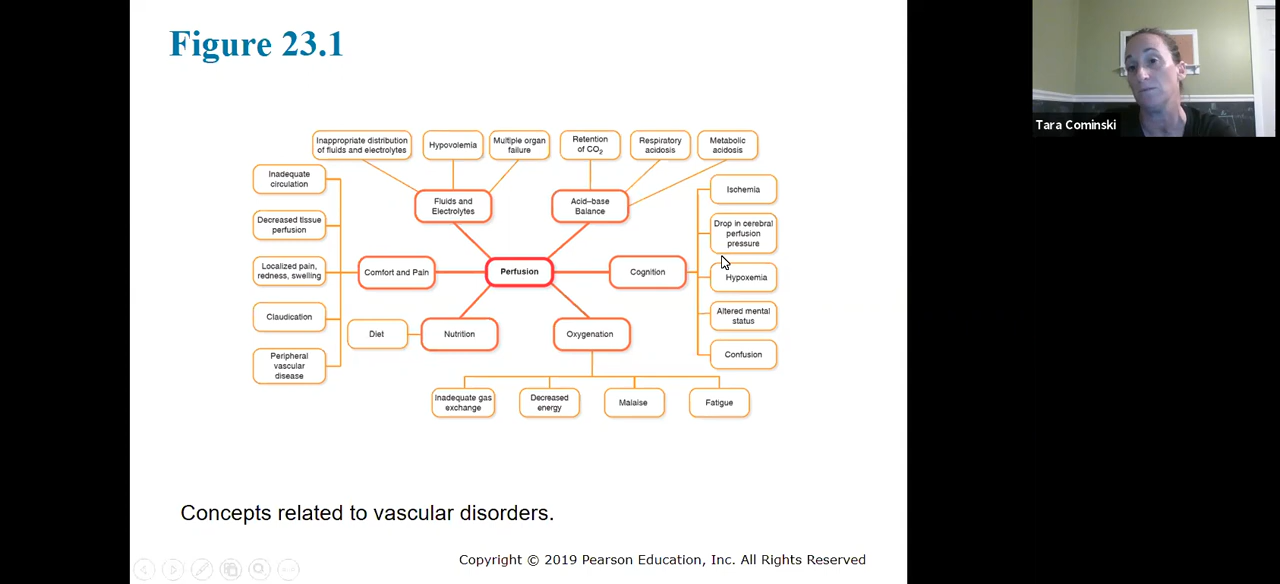 Figure 23.1
Tara Cominski
Inappropriate distribution
of fluids and electrolytes
Hypovolemia
Multiple organ
failure
Retention
of CO₂
Respiratory
acidosis
Metabolic
acidosis
Inadequate
circulation
Decreased tissue
perfusion
Localized pain,
redness, swelling
Claudication
Peripheral
vascular
disease
Fluids and
Electrolytes
Acid–base
Balance
Comfort and Pain
Perfusion
Cognition
Diet
Nutrition
Oxygenation
Ischemia
Drop in cerebral
perfusion
pressure
Hypoxemia
Altered mental
status
Confusion
Inadequate gas
exchange
Decreased
energy
Malaise
Fatigue
Concepts related to vascular disorders.
Copyright © 2019 Pearson Education, Inc. All Rights Reserved